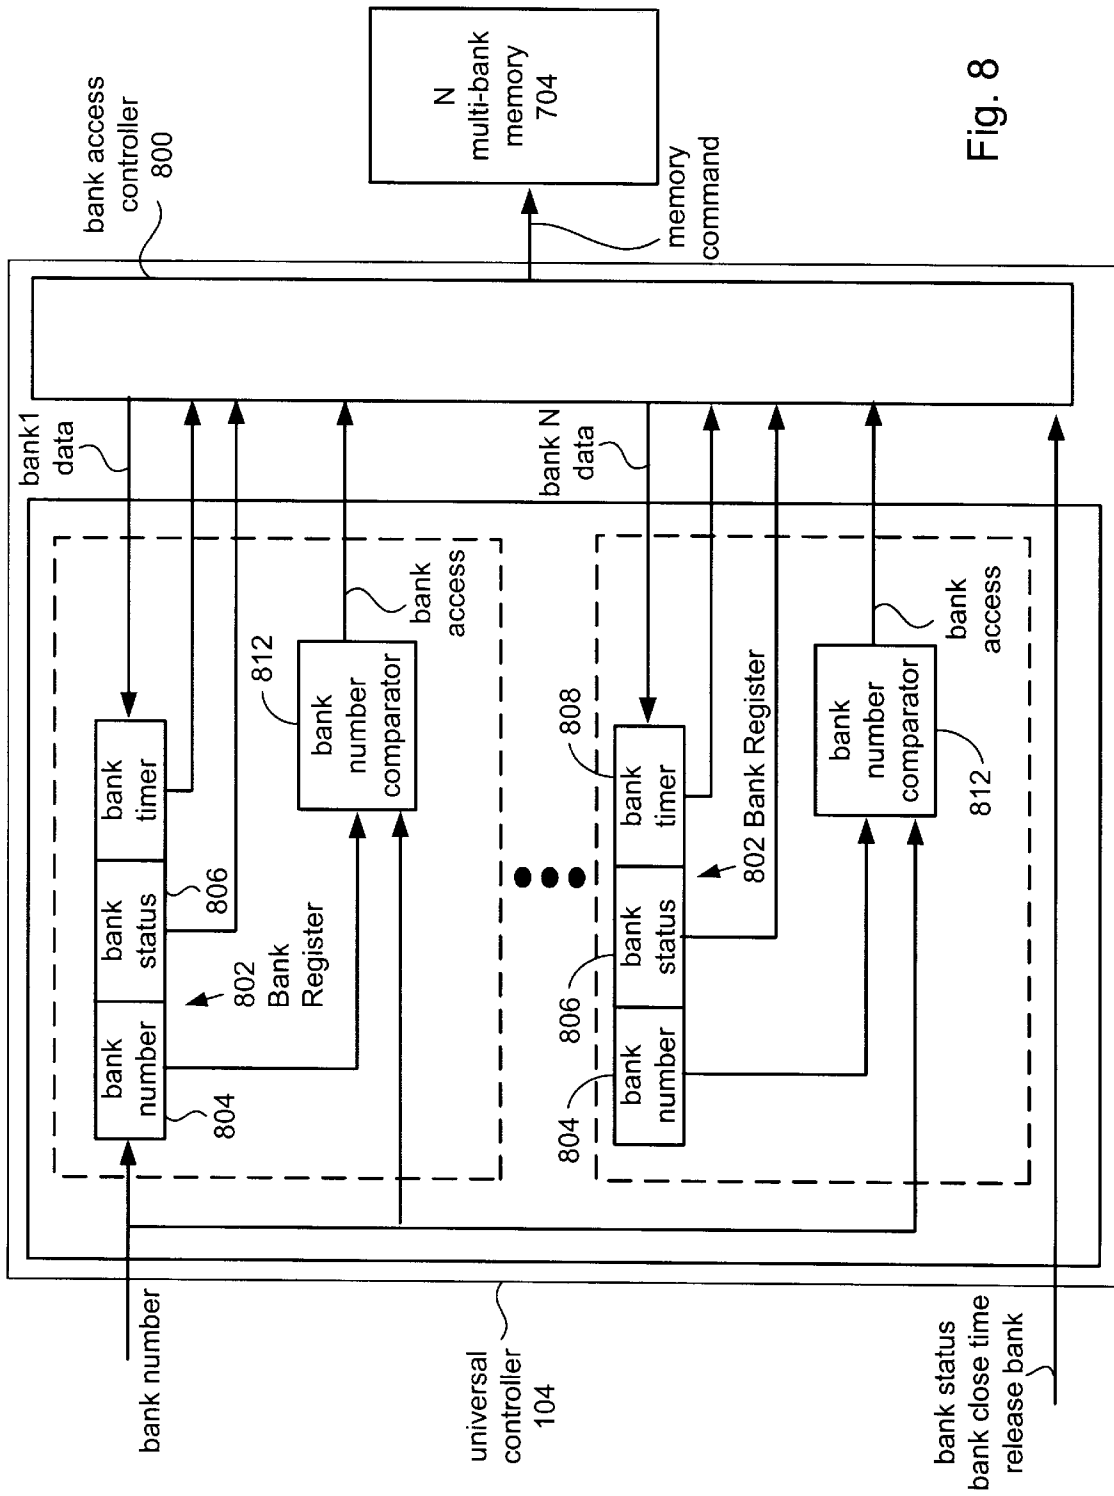 bank access
controller
800
N
multi-bank
memory
704
memory
command
Fig. 8
bank1
data
bank N
data
bank
number
bank
status
bank
timer
804
806
802
Bank
Register
812
bank
number
comparator
bank
access
bank
number
bank
status
bank
timer
804
806
808
802 Bank Register
bank
number
comparator
812
bank
access
bank number
universal
controller
104
bank status
bank close time
release bank